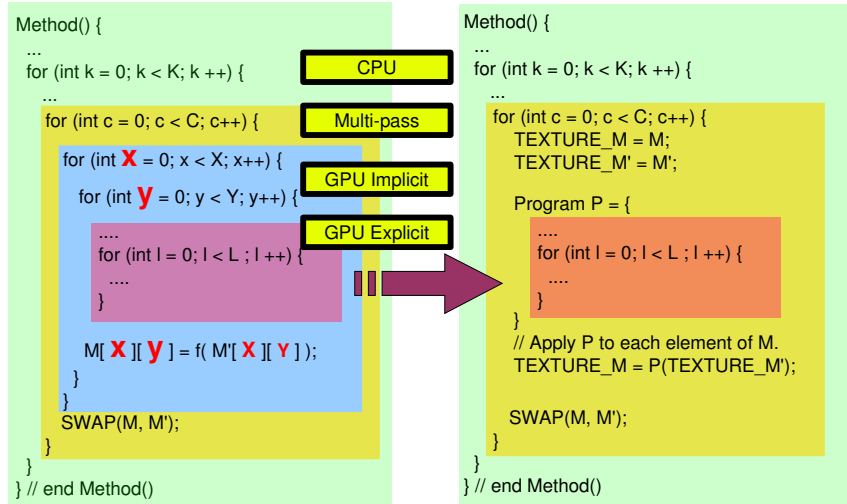 Method() {
...
for (int k = 0; k < K; k ++) {
...
for (int c = 0; c < C; c++) {
for (int x = 0; x < X; x++) {
for (int y = 0; y < Y; y++) {
....
for (int l = 0; l < L ; l ++) {
....
}
M[ X ][ y ] = f( M'[ X ][ Y ] );
}
}
SWAP(M, M');
}
}
} // end Method()
CPU
Multi-pass
GPU Implicit
GPU Explicit
Method() {
...
for (int k = 0; k < K; k ++) {
...
for (int c = 0; c < C; c++) {
TEXTURE_M = M;
TEXTURE_M' = M';
Program P = {
....
for (int l = 0; l < L ; l ++) {
....
}
}
// Apply P to each element of M.
TEXTURE_M = P(TEXTURE_M');
SWAP(M, M');
}
}
} // end Method()